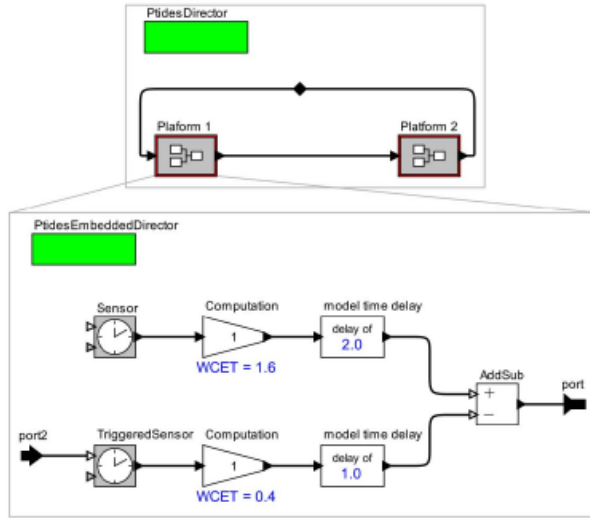 PtidesDirector
Plaform 1
Platform 2
PtidesEmbeddedDirector
Sensor
Computation
model time delay
1
delay of
2.0
WCET = 1.6
AddSub
port
+
−
port2
TriggeredSensor
Computation
model time delay
1
delay of
1.0
WCET = 0.4